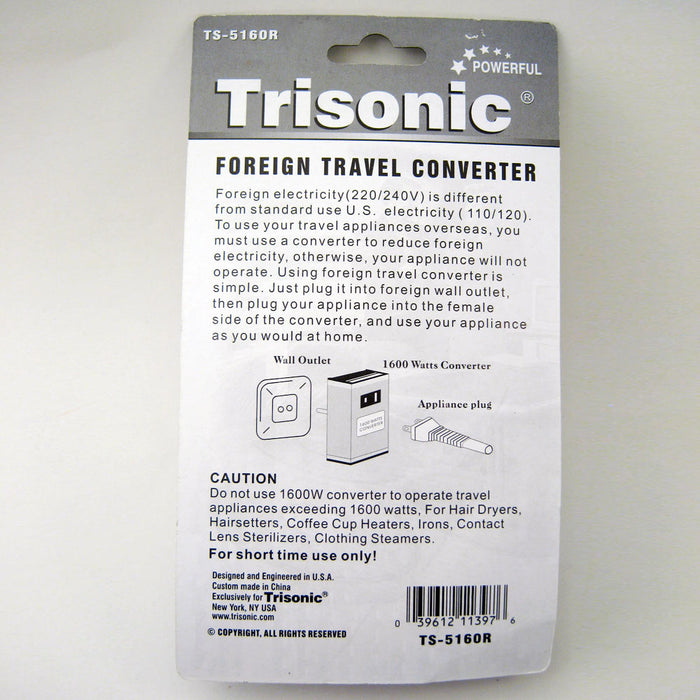 TS-5160R
POWERFUL
Trisonic®
FOREIGN TRAVEL CONVERTER
Foreign electricity(220/240V) is different
from standard use U.S. electricity ( 110/120).
To use your travel appliances overseas, you
must use a converter to reduce foreign
electricity, otherwise, your appliance will not
operate. Using foreign travel converter is
simple. Just plug it into foreign wall outlet,
then plug your appliance into the female
side of the converter, and use your appliance
as you would at home.
Wall Outlet
1600 Watts Converter
Appliance plug
1600 WATTS
CONVERTER
CAUTION
Do not use 1600W converter to operate travel
appliances exceeding 1600 watts, For Hair Dryers,
Hairsetters, Coffee Cup Heaters, Irons, Contact
Lens Sterilizers, Clothing Steamers.
For short time use only!
Designed and Engineered in U.S.A.
Custom made in China
Exclusively for Trisonic®
New York, NY USA
www.trisonic.com
© COPYRIGHT, ALL RIGHTS RESERVED
0 39612 11397 6
TS-5160R